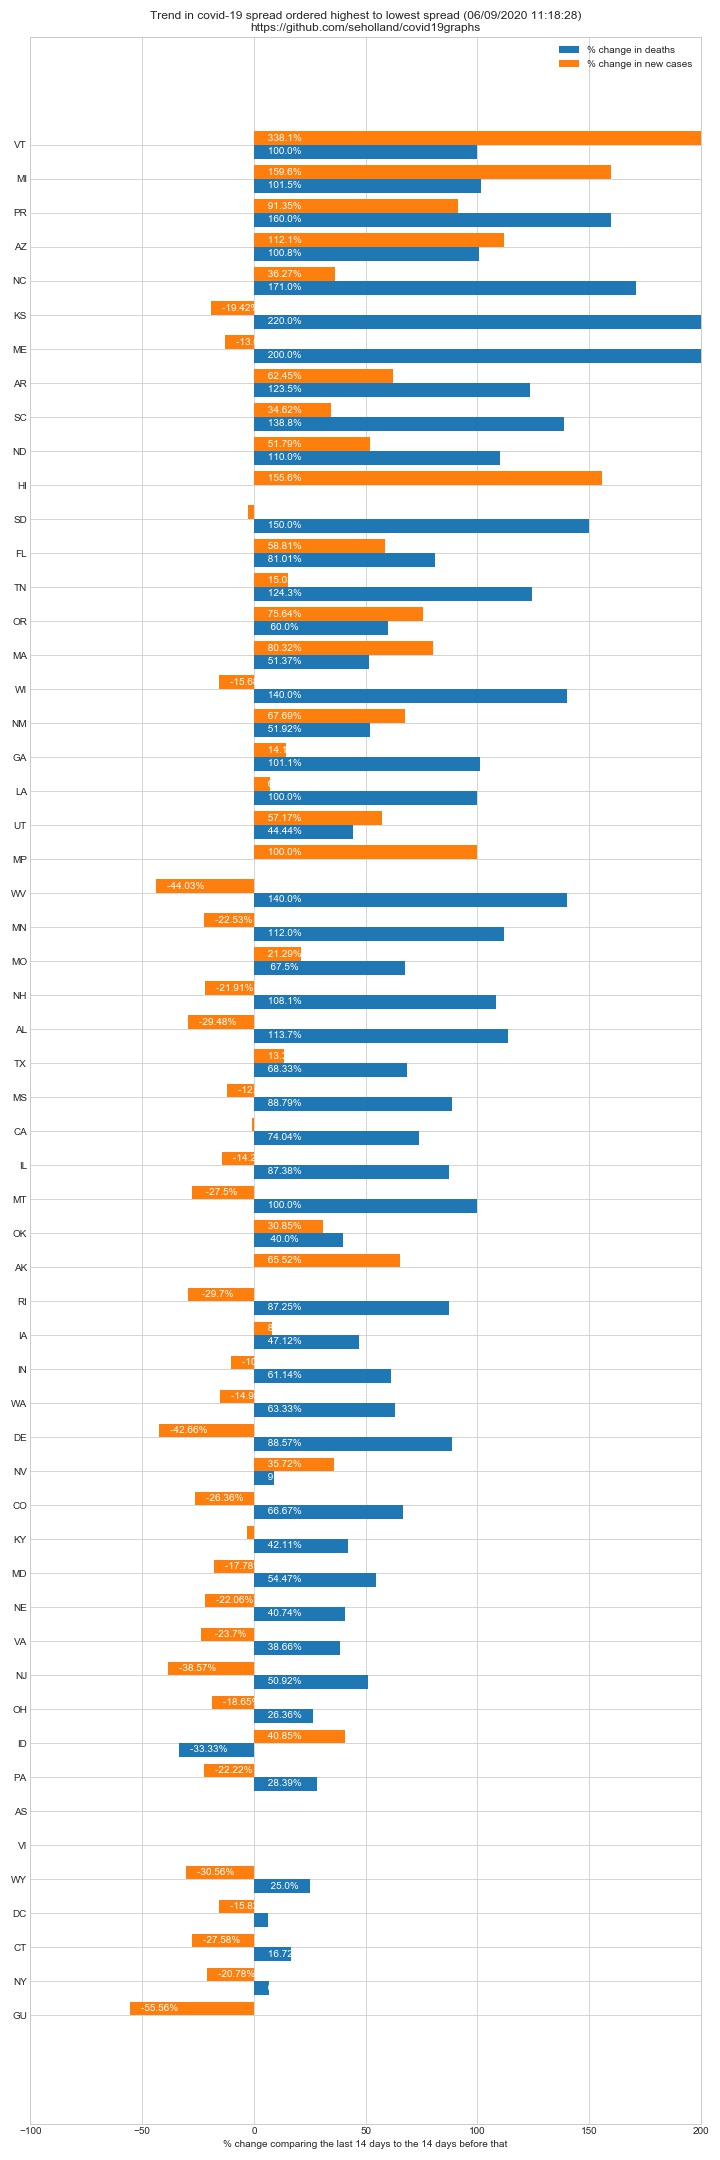 Trend in covid-19 spread ordered highest to lowest spread (06/09/2020 11:18:28)
https://github.com/seholland/covid19graphs
% change in deaths
% change in new cases
VT
338.1%
100.0%
MI
159.6%
101.5%
PR
91.35%
160.0%
AZ
112.1%
100.8%
NC
36.27%
171.0%
KS
-19.42%
220.0%
ME
200.0%
AR
62.45%
123.5%
SC
34.62%
138.8%
ND
51.79%
110.0%
HI
155.6%
SD
150.0%
FL
58.81%
81.01%
TN
124.3%
OR
75.64%
60.0%
MA
80.32%
51.37%
WI
140.0%
NM
67.69%
51.92%
GA
101.1%
LA
100.0%
UT
57.17%
44.44%
MP
100.0%
WV
-44.03%
140.0%
MN
-22.53%
112.0%
MO
21.29%
67.5%
NH
-21.91%
108.1%
AL
-29.48%
113.7%
TX
68.33%
MS
88.79%
CA
74.04%
IL
87.38%
MT
-27.5%
100.0%
OK
30.85%
40.0%
AK
65.52%
RI
-29.7%
87.25%
IA
47.12%
IN
61.14%
WA
63.33%
DE
-42.66%
88.57%
NV
35.72%
CO
-26.36%
66.67%
KY
42.11%
MD
-17.78%
54.47%
NE
-22.06%
40.74%
VA
-23.7%
38.66%
NJ
-38.57%
50.92%
OH
-18.65%
26.36%
ID
40.85%
-33.33%
PA
-22.22%
28.39%
AS
VI
WY
-30.56%
25.0%
DC
CT
-27.58%
16.72
NY
-20.78%
GU
-55.56%
−100 −50 0 50 100 150 200
% change comparing the last 14 days to the 14 days before that